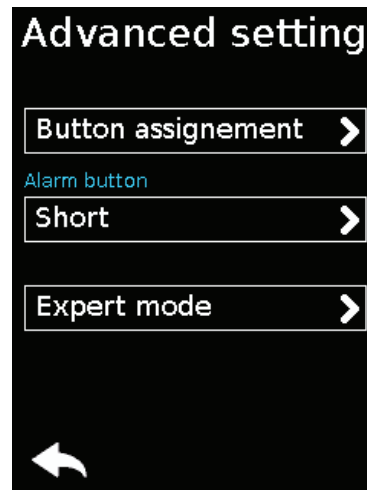 Advanced setting
Button assignement
Alarm button
Short
Expert mode